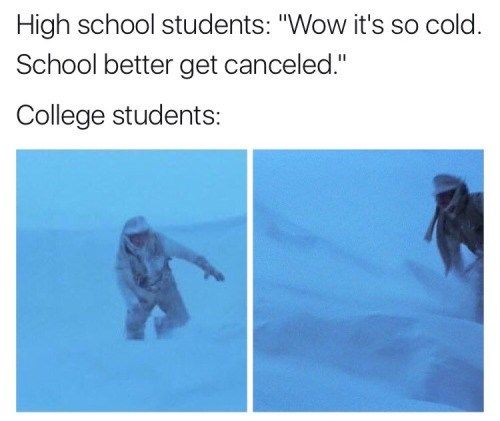 High school students: "Wow it's so cold.
School better get canceled."
College students: